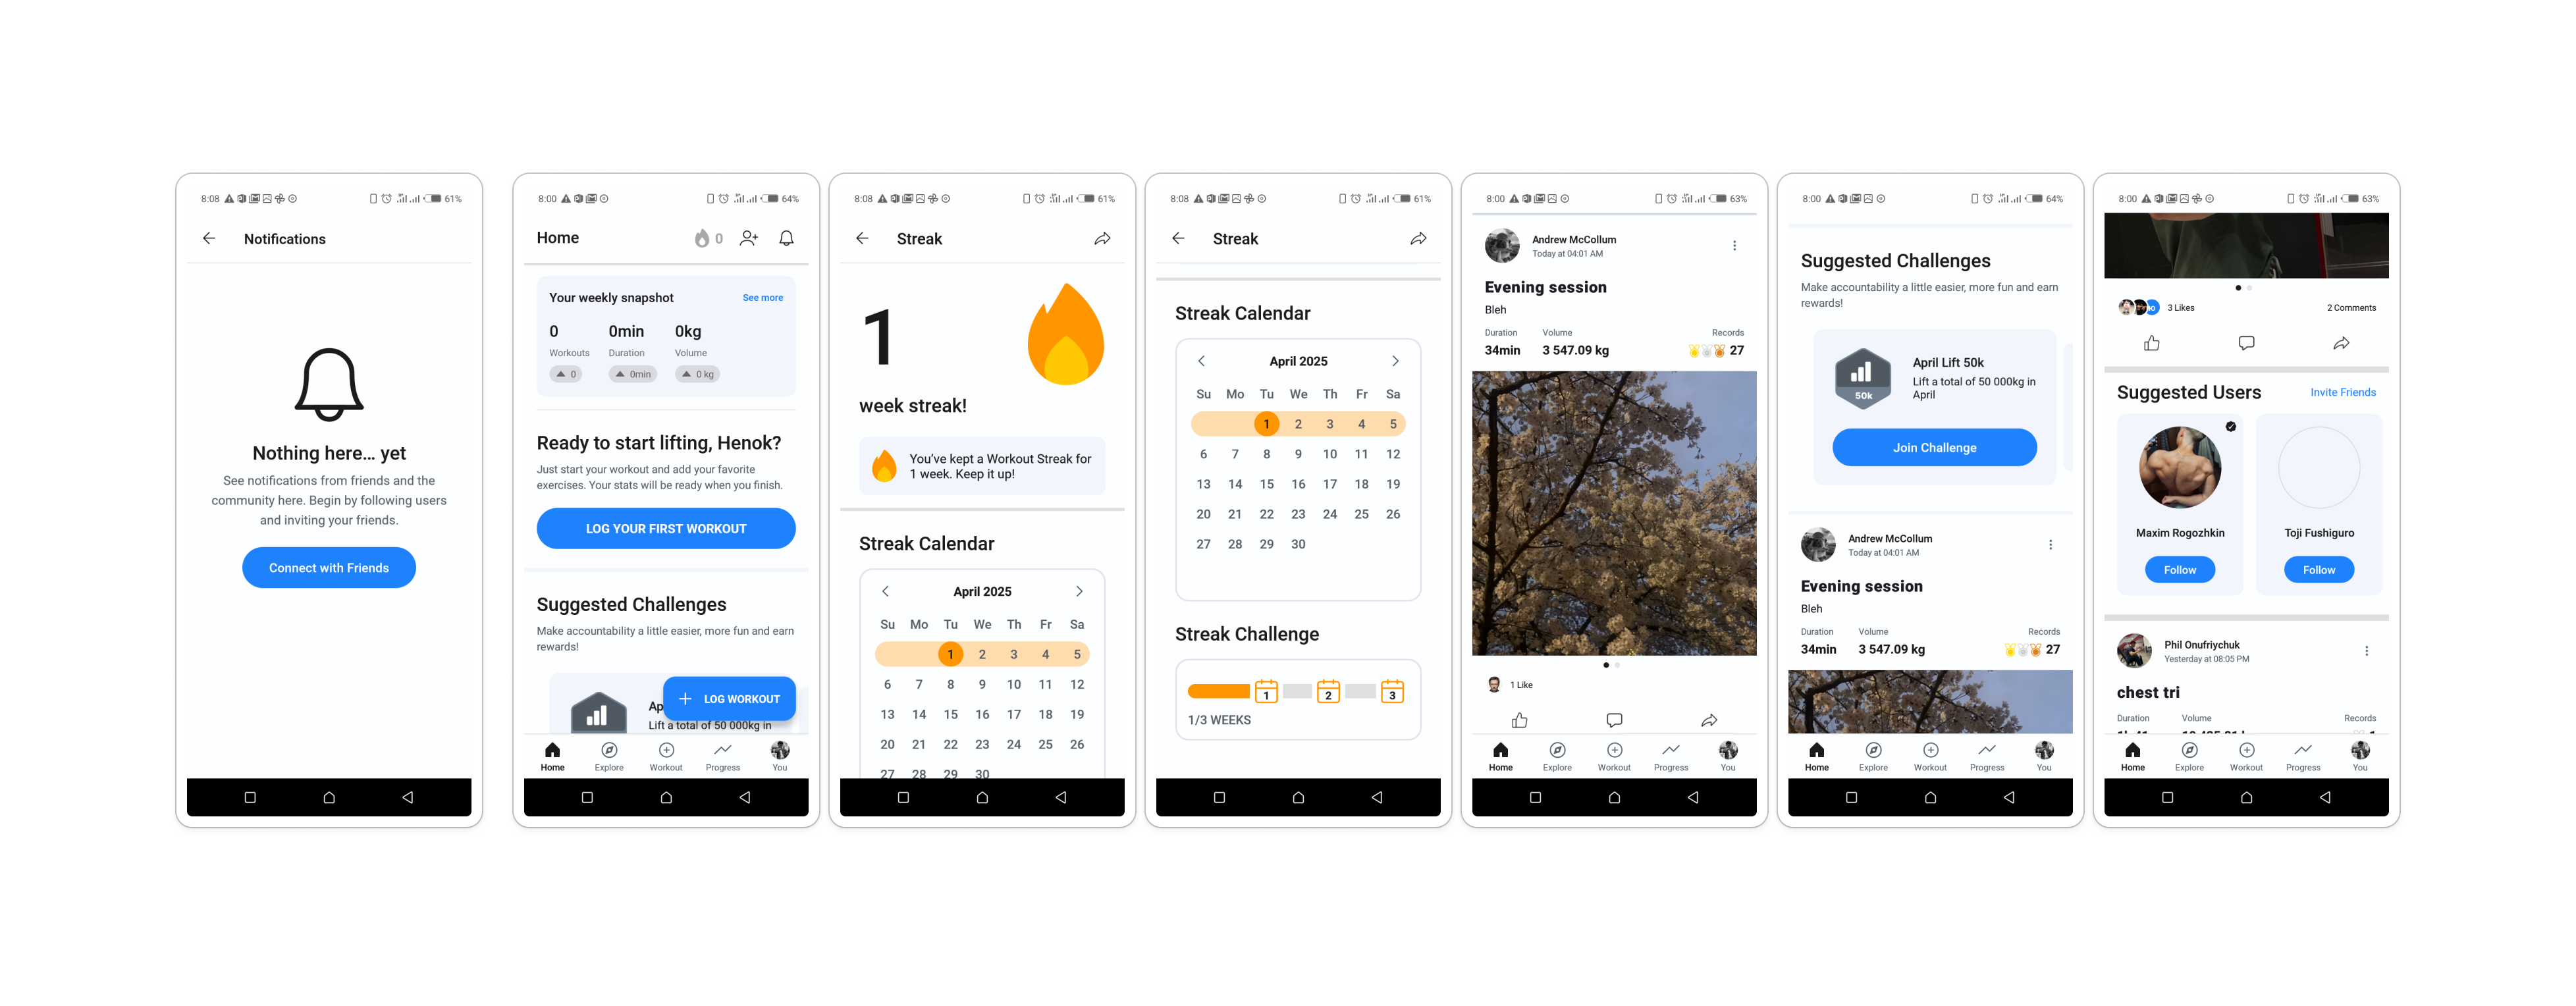 8:08
61%
Notifications
Nothing here... yet
See notifications from friends and the
community here. Begin by following users
and inviting your friends.
Connect with Friends
8:00
64%
Home
0
Your weekly snapshot
See more
0 0min 0kg
Workouts Duration Volume
0 0min 0 kg
Ready to start lifting, Henok?
Just start your workout and add your favorite
exercises. Your stats will be ready when you finish.
LOG YOUR FIRST WORKOUT
Suggested Challenges
Make accountability a little easier, more fun and earn
rewards!
Ap
LOG WORKOUT
Lift a total of 50 000kg in
Home Explore Workout Progress You
8:08
61%
Streak
1
week streak!
You've kept a Workout Streak for
1 week. Keep it up!
Streak Calendar
April 2025
Su Mo Tu We Th Fr Sa
1 2 3 4 5
6 7 8 9 10 11 12
13 14 15 16 17 18 19
20 21 22 23 24 25 26
27 28 29 30
8:08
61%
Streak
Streak Calendar
April 2025
Su Mo Tu We Th Fr Sa
1 2 3 4 5
6 7 8 9 10 11 12
13 14 15 16 17 18 19
20 21 22 23 24 25 26
27 28 29 30
Streak Challenge
1 2 3
1/3 WEEKS
8:00
63%
Andrew McCollum
Today at 04:01 AM
Evening session
Bleh
Duration Volume Records
34min 3 547.09 kg 27
1 Like
Home Explore Workout Progress You
8:00
64%
Suggested Challenges
Make accountability a little easier, more fun and earn
rewards!
April Lift 50k
Lift a total of 50 000kg in
April
50k
Join Challenge
Andrew McCollum
Today at 04:01 AM
Evening session
Bleh
Duration Volume Records
34min 3 547.09 kg 27
Home Explore Workout Progress You
8:00
63%
3 Likes
2 Comments
Suggested Users
Invite Friends
Maxim Rogozhkin
Toji Fushiguro
Follow
Follow
Phil Onufriychuk
Yesterday at 08:05 PM
chest tri
Duration Volume Records
Home Explore Workout Progress You